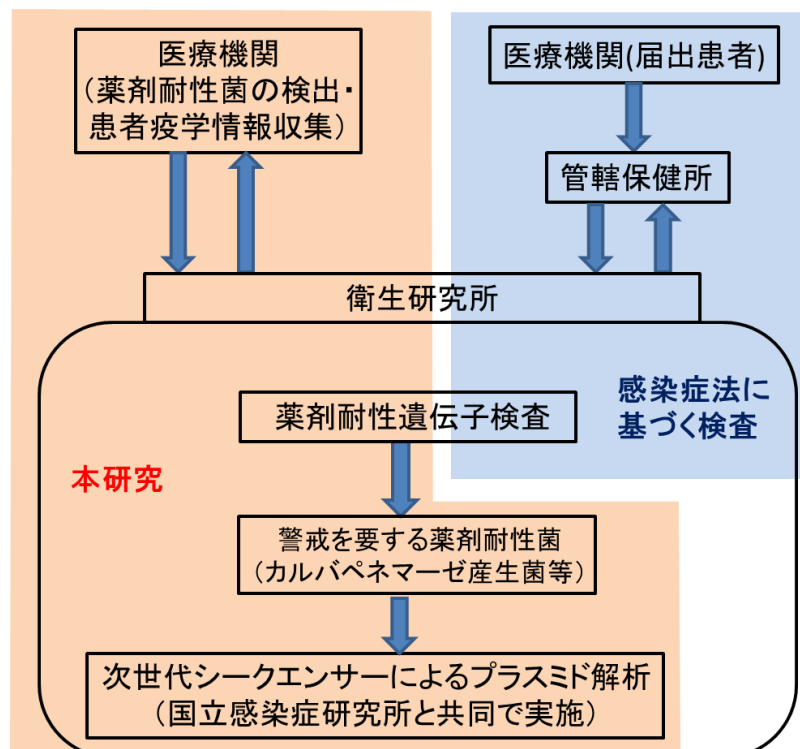 医療機関
（薬剤耐性菌の検出・
患者疫学情報収集）
医療機関(届出患者)
管轄保健所
衛生研究所
感染症法に
基づく検査
薬剤耐性遺伝子検査
本研究
警戒を要する薬剤耐性菌
（カルバペネマーゼ産生菌等）
次世代シークエンサーによるプラスミド解析
（国立感染症研究所と共同で実施）